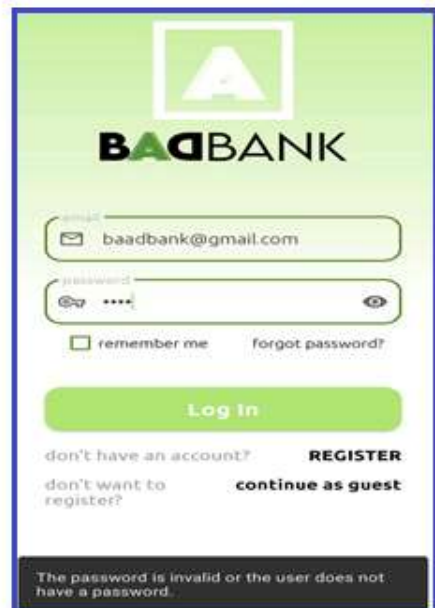 A
BADBANK
email
baadbank@gmail.com
password
••••
remember me forgot password?
Log In
don't have an account? REGISTER
don't want to register? continue as guest
The password is invalid or the user does not
have a password.